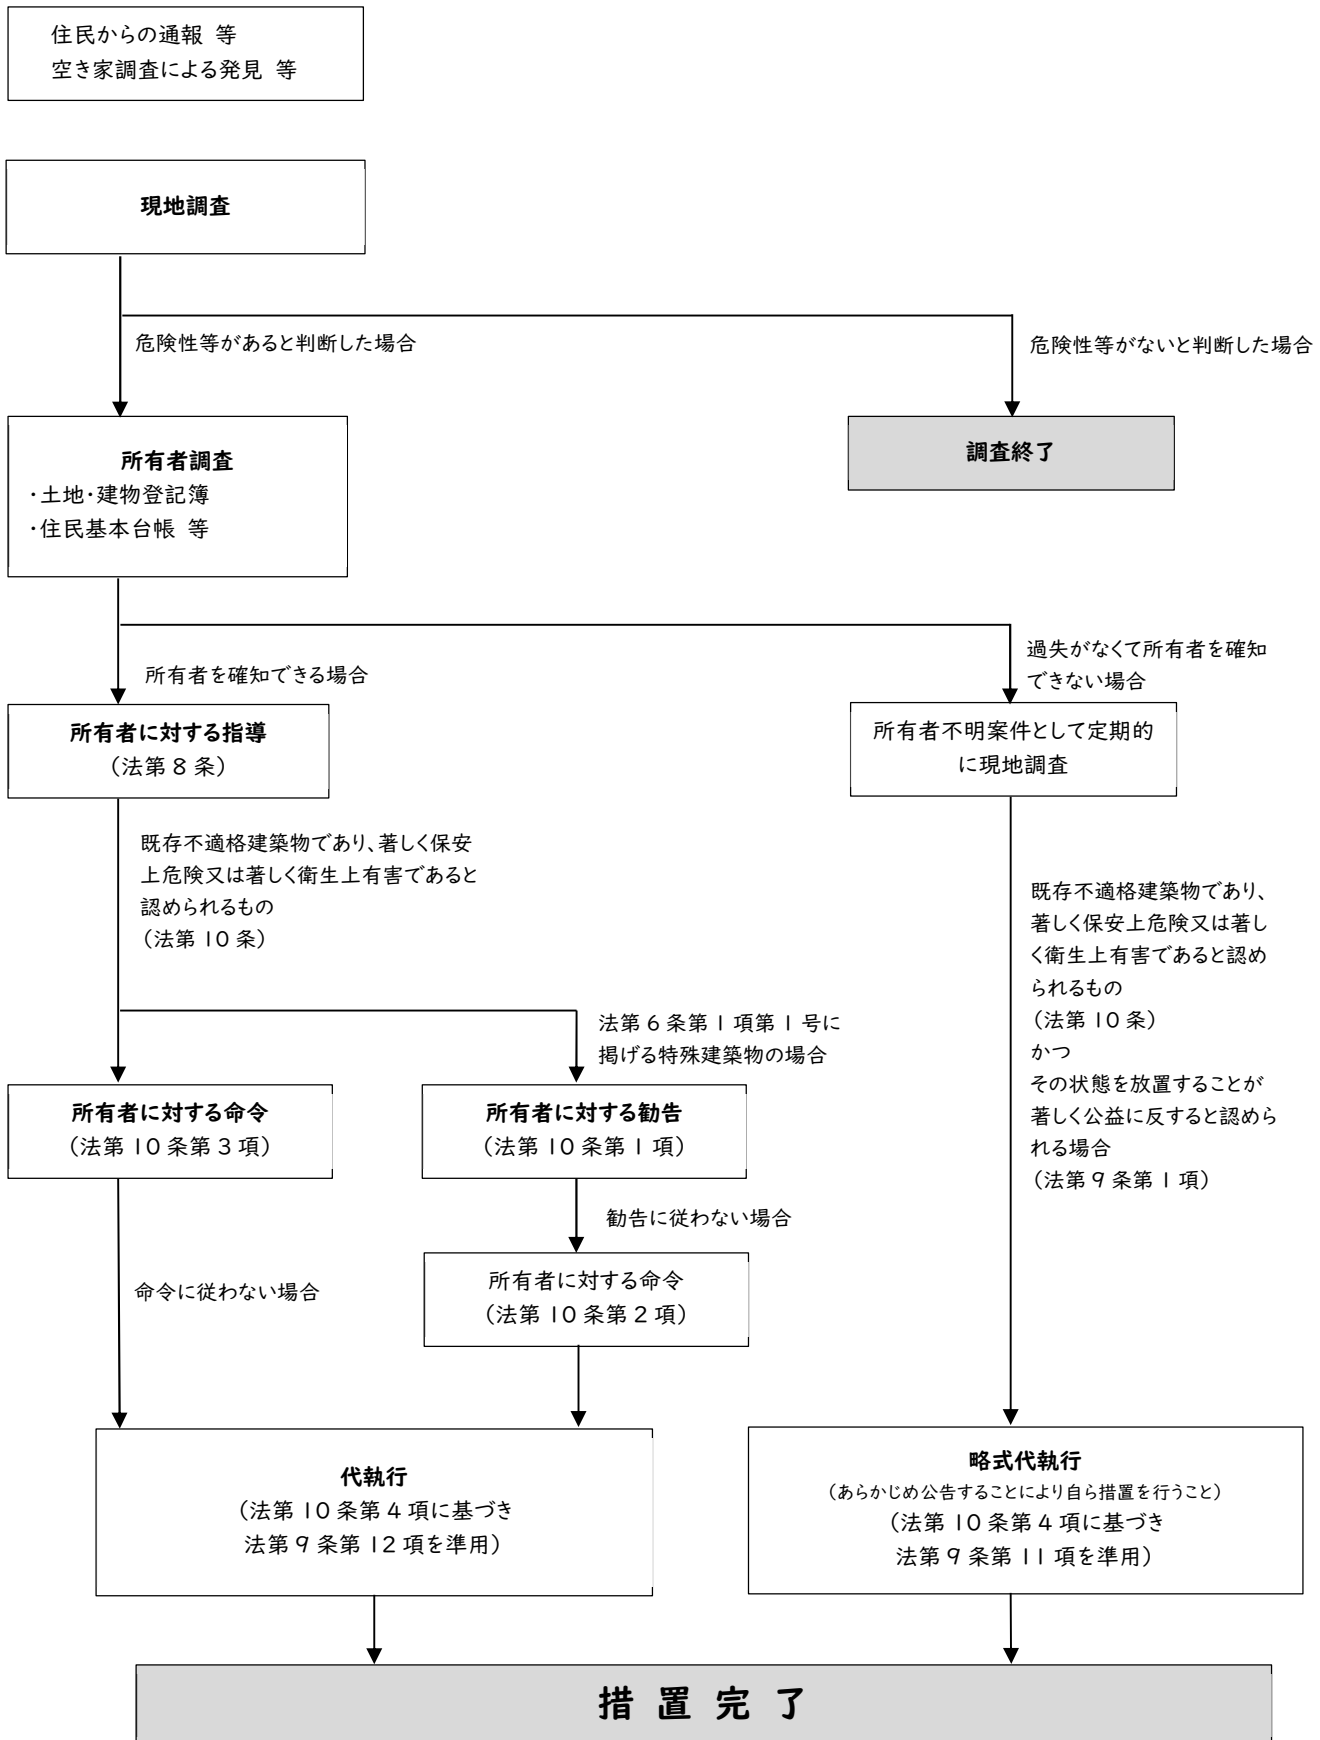 住民からの通報 等
空き家調査による発見 等
現地調査
危険性等があると判断した場合
危険性等がないと判断した場合
所有者調査
・土地・建物登記簿
・住民基本台帳 等
調査終了
所有者を確知できる場合
過失がなくて所有者を確知
できない場合
所有者に対する指導
（法第8条）
所有者不明案件として定期的
に現地調査
既存不適格建築物であり、著しく保安
上危険又は著しく衛生上有害であると
認められるもの
（法第10条）
既存不適格建築物であり、
著しく保安上危険又は著し
く衛生上有害であると認め
られるもの
（法第10条）
かつ
その状態を放置することが
著しく公益に反すると認めら
れる場合
（法第9条第1項）
法第6条第1項第1号に
掲げる特殊建築物の場合
所有者に対する命令
（法第10条第3項）
所有者に対する勧告
（法第10条第1項）
勧告に従わない場合
命令に従わない場合
所有者に対する命令
（法第10条第2項）
代執行
（法第10条第4項に基づき
法第9条第12項を準用）
略式代執行
（あらかじめ公告することにより自ら措置を行うこと）
（法第10条第4項に基づき
法第9条第11項を準用）
措置完了